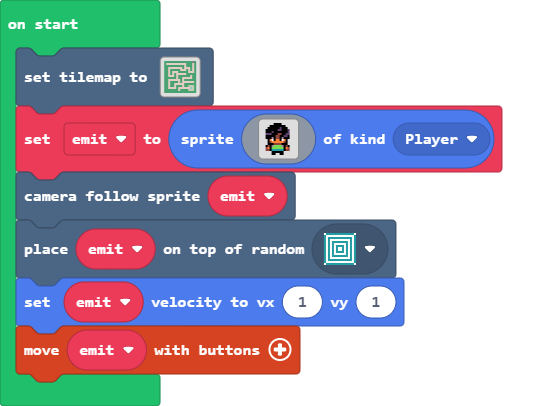 on start
set tilemap to
set emit to sprite of kind Player
camera follow sprite emit
place emit on top of random
set emit velocity to vx 1 vy 1
move emit with buttons